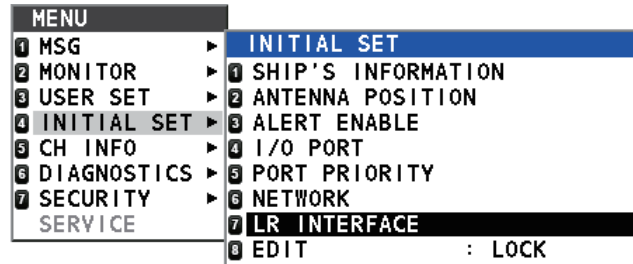 MENU
1 MSG ▶
2 MONITOR ▶
3 USER SET ▶
4 INITIAL SET ▶
5 CH INFO ▶
6 DIAGNOSTICS ▶
7 SECURITY ▶
SERVICE
INITIAL SET
1 SHIP'S INFORMATION
2 ANTENNA POSITION
3 ALERT ENABLE
4 I/O PORT
5 PORT PRIORITY
6 NETWORK
7 LR INTERFACE
8 EDIT : LOCK